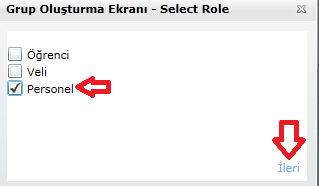 Grup Oluşturma Ekranı - Select Role
Öğrenci
Veli
Personel
İleri